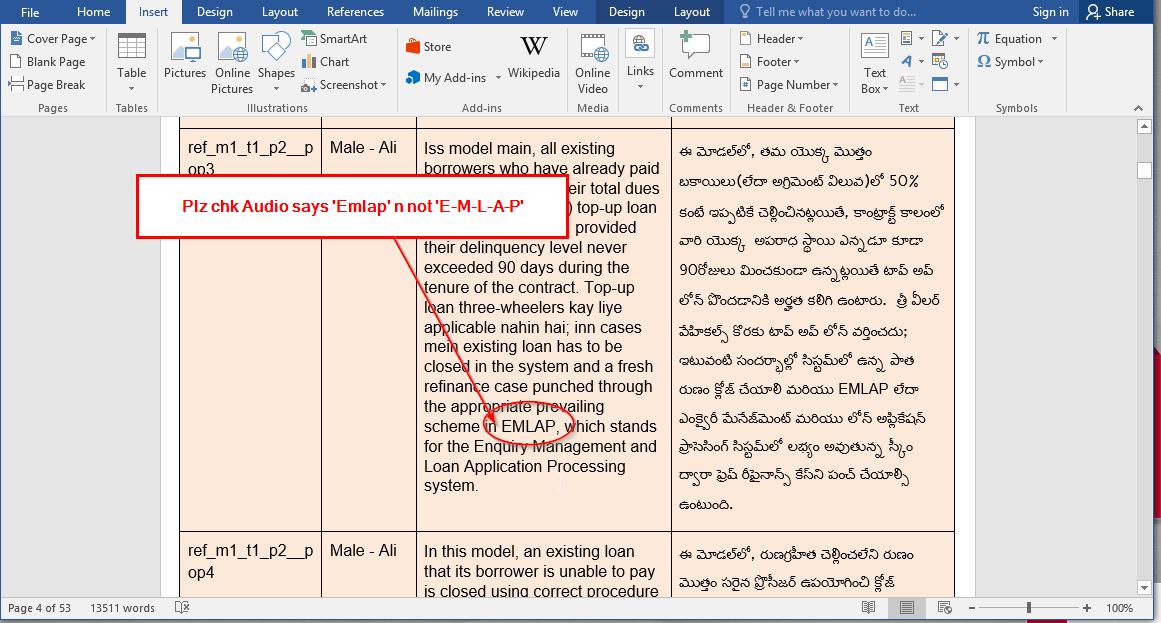 File Home Insert Design Layout References Mailings Review View Design Layout Tell me what you want to do... Sign in Share
Cover Page
Blank Page
Page Break
Table
Pictures
Online Pictures
Shapes
SmartArt
Chart
Screenshot
Store
My Add-ins
W
Wikipedia
Online Video
Links
Comment
Header
Footer
Page Number
Text Box
Equation
Symbol
Pages Tables Illustrations Add-ins Media Comments Header & Footer Text Symbols
ref_m1_t1_p2__p
op3
Male - Ali
Iss model main, all existing
borrowers who have already paid
eir total dues
) top-up loan
provided
their delinquency level never
exceeded 90 days during the
tenure of the contract. Top-up
loan three-wheelers kay liye
applicable nahin hai; inn cases
mein existing loan has to be
closed in the system and a fresh
refinance case punched through
the appropriate prevailing
scheme in EMLAP, which stands
for the Enquiry Management and
Loan Application Processing
system.
ఈ మోడల్‌లో, తమ యొక్క మొత్తం
బకాయిలు(లేదా అగ్రిమెంట్ విలువ)లో 50%
కంటే ఇప్పటికే చెల్లించినట్లయితే, కాంట్రాక్ట్ కాలంలో
వారి యొక్క అపరాధ స్థాయి ఎన్నడూ కూడా
90రోజులు మించకుండా ఉన్నట్లయితే టాప్ అప్
లోన్ పొందడానికి అర్హత కలిగి ఉంటారు. త్రీ వీలర్
వేహికల్స్ కొరకు టాప్ అప్ లోన్ వర్తించదు;
ఇటువంటి సందర్భాల్లో సిస్టమ్‌లో ఉన్న పాత
రుణం క్లోజ్ చేయాలి మరియు EMLAP లేదా
ఎంక్వైరీ మేనేజ్‌మెంట్ మరియు లోన్ అప్లికేషన్
ప్రాసెసింగ్ సిస్టమ్‌లో లభ్యం అవుతున్న స్కీం
ద్వారా ఫ్రెష్ రీఫైనాన్స్ కేస్‌ని పంచ్ చేయాల్సి
ఉంటుంది.
Plz chk Audio says 'Emlap' n not 'E-M-L-A-P'
ref_m1_t1_p2__p
op4
Male - Ali
In this model, an existing loan
that its borrower is unable to pay
is closed using correct procedure
ఈ మోడల్‌లో, రుణగ్రహీత చెల్లించలేని రుణం
మొత్తం సరైన ప్రొసీజర్ ఉపయోగించి క్లోజ్
Page 4 of 53 13511 words 100%